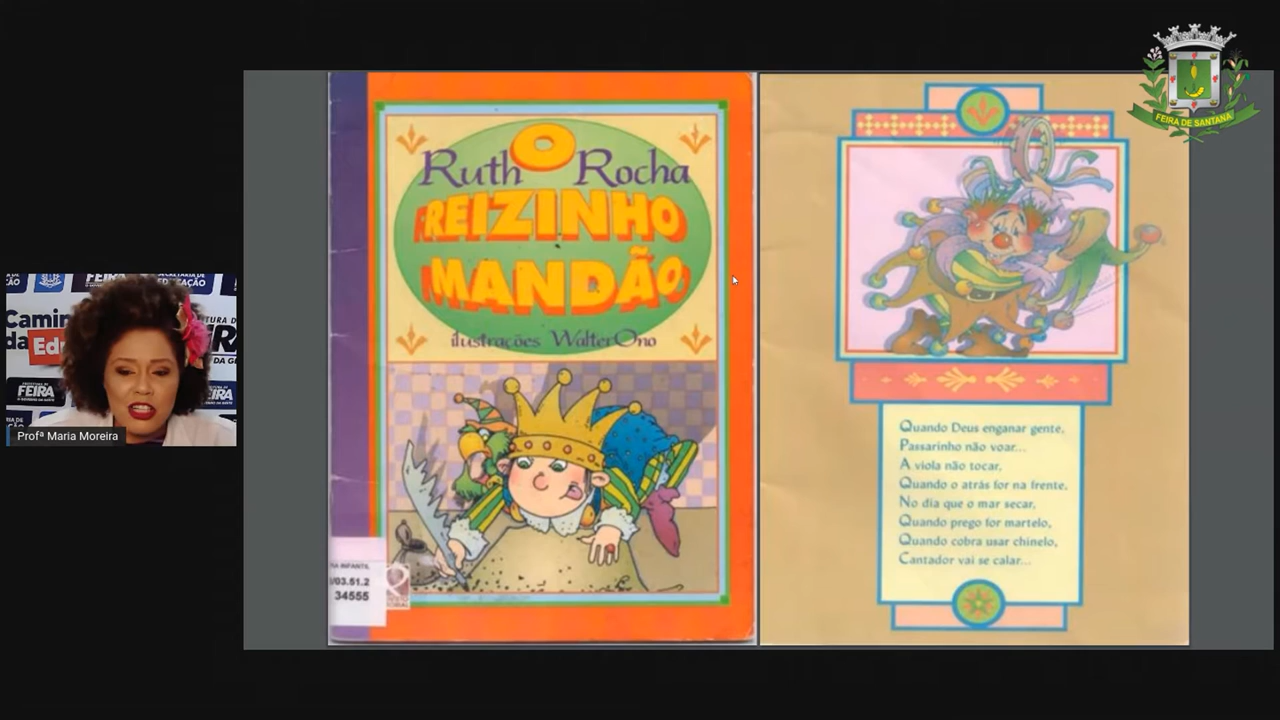 FEIRA DE SANTANA
O
Ruth Rocha
REIZINHO
MANDÃO
ilustrações Walter Ono
34555
Quando Deus enganar gente,
Passarinho não voar...
A viola não tocar,
Quando o atrás for na frente,
No dia que o mar secar,
Quando prego for martelo,
Quando cobra usar chinelo,
Cantador vai se calar...
FEIRA
Profª Maria Moreira